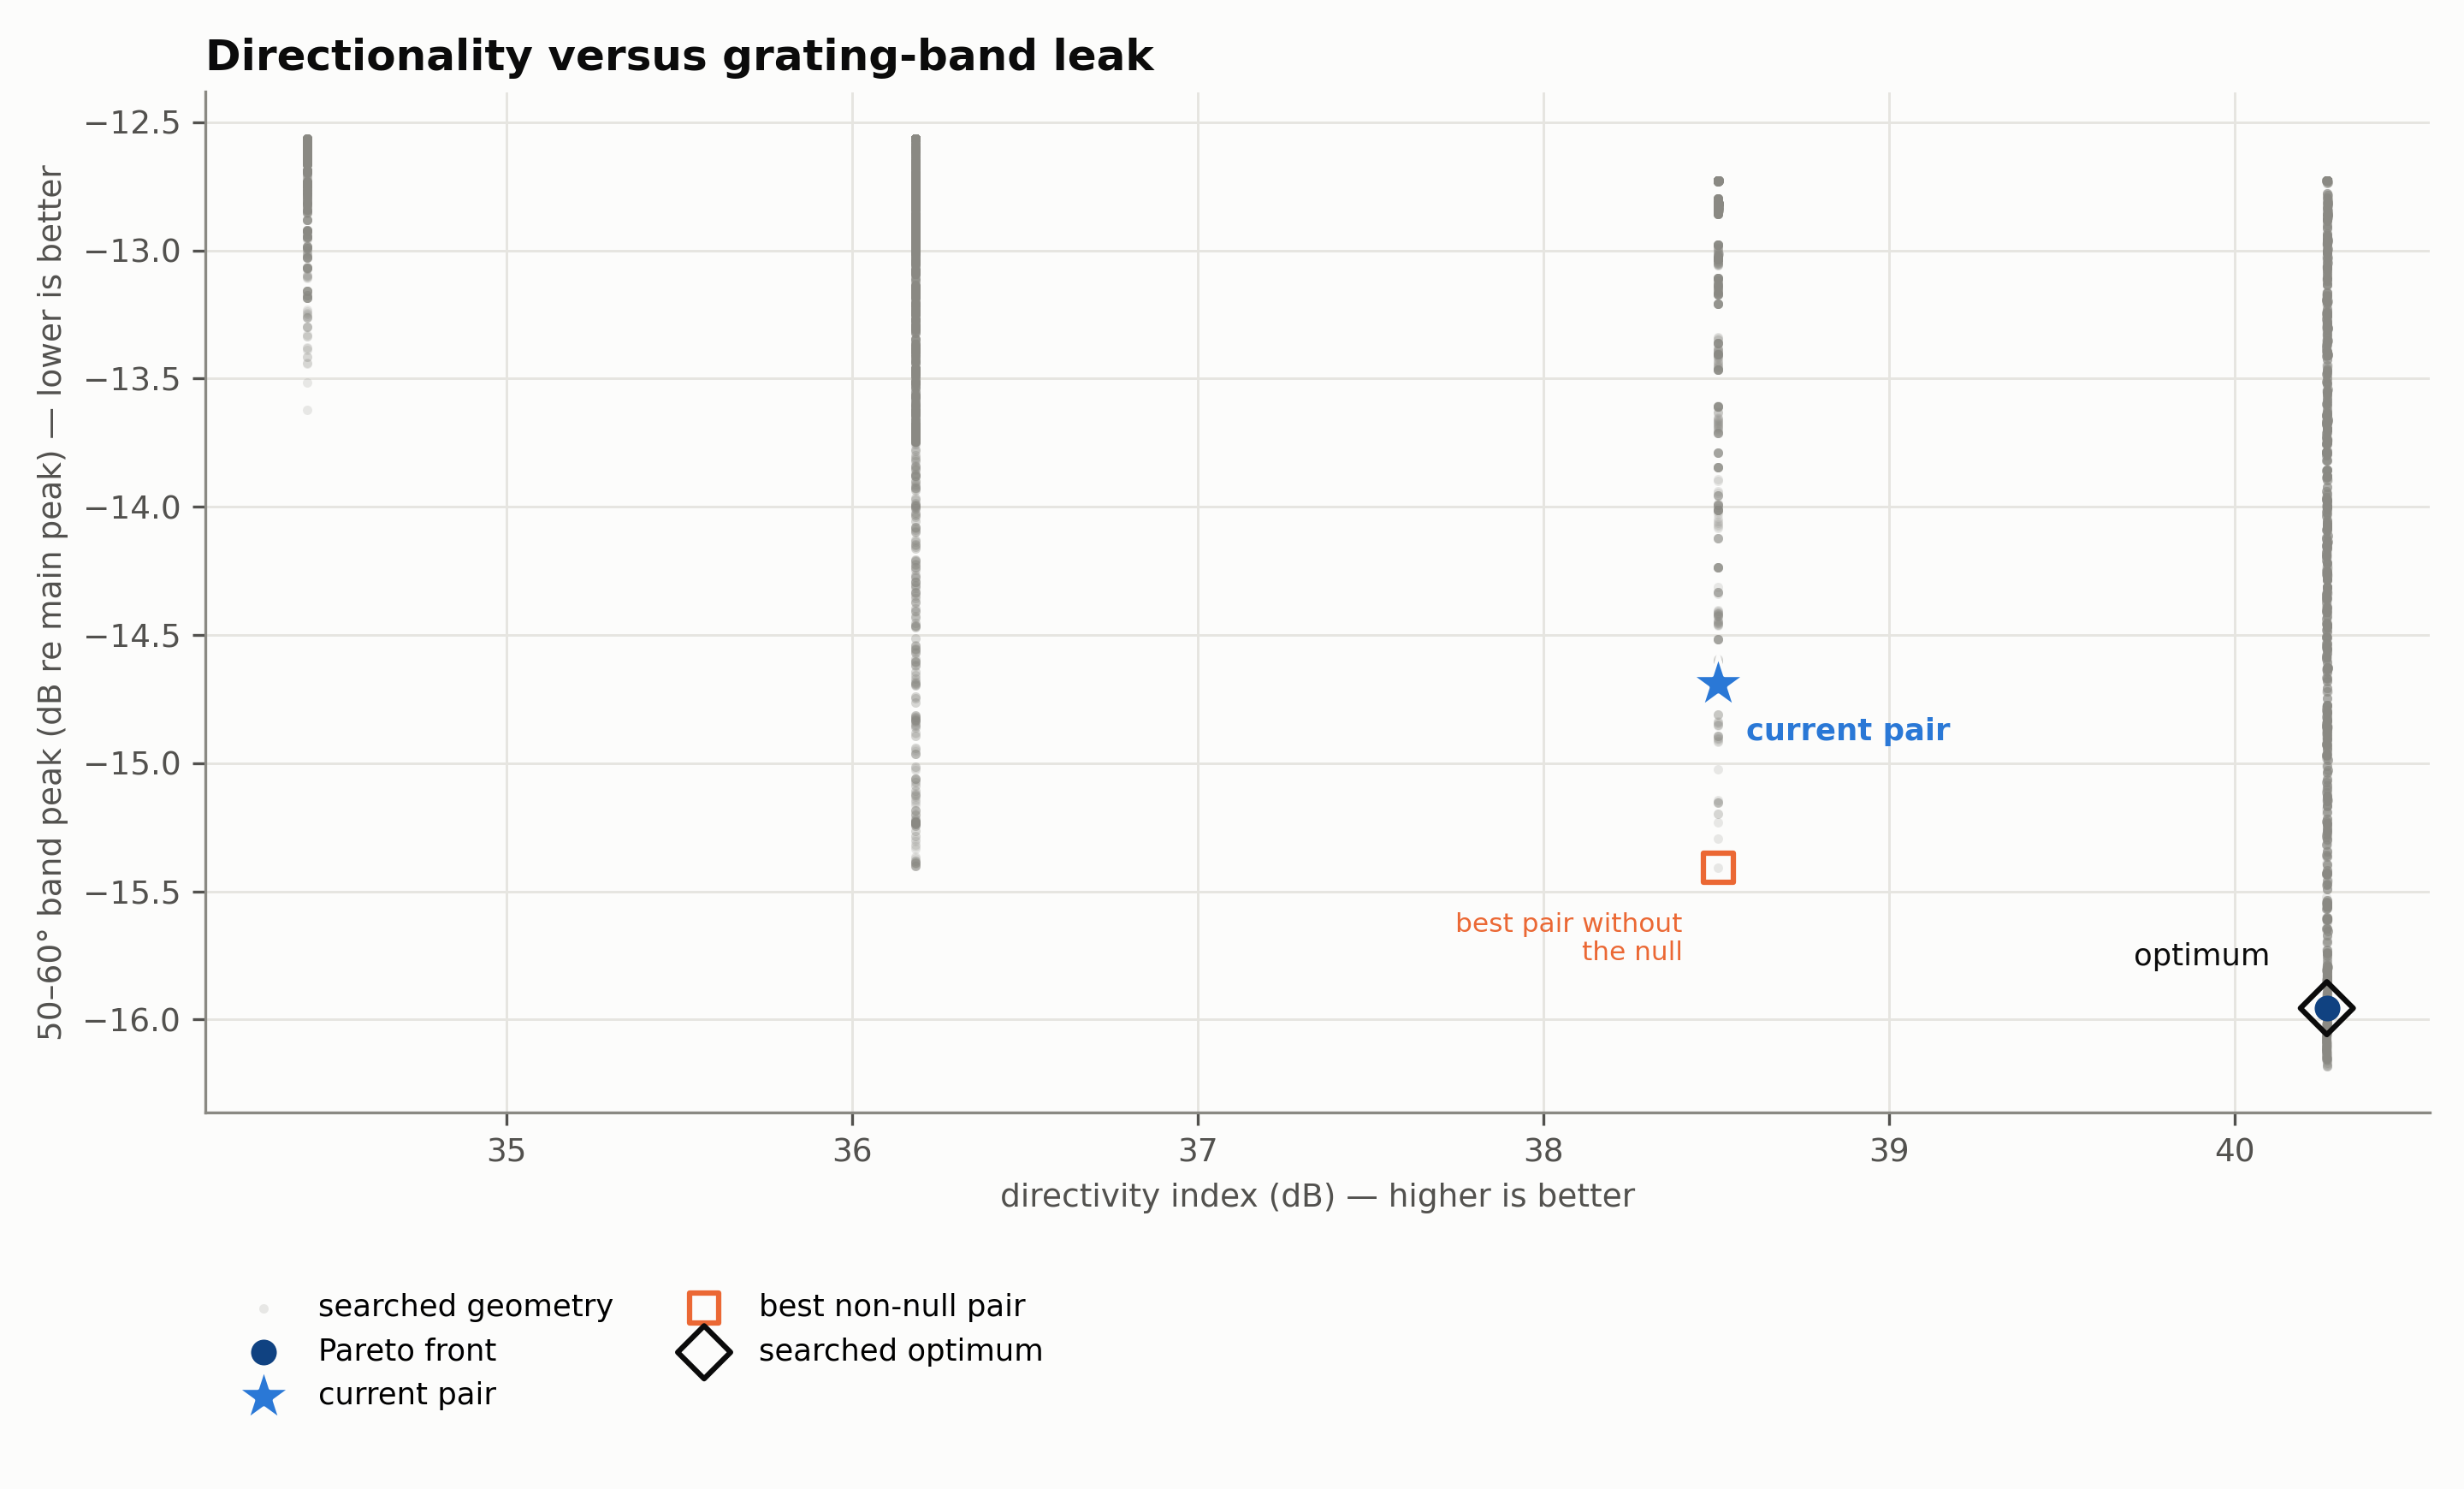 Directionality versus grating-band leak
50–60° band peak (dB re main peak) — lower is better
−12.5
−13.0
−13.5
−14.0
−14.5
−15.0
−15.5
−16.0
current pair
best pair without
the null
optimum
35
36
37
38
39
40
directivity index (dB) — higher is better
searched geometry
Pareto front
current pair
best non-null pair
searched optimum